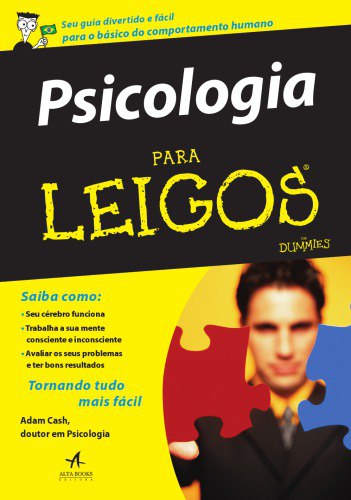 Seu guia divertido e fácil
para o básico do comportamento humano
Psicologia
PARA
LEIGOS®
FOR
DUMMIES
Saiba como:
• Seu cérebro funciona
• Trabalha a sua mente
consciente e inconsciente
• Avaliar os seus problemas
e ter bons resultados
Tornando tudo
mais fácil
Adam Cash,
doutor em Psicologia
ALTA BOOKS
EDITORA